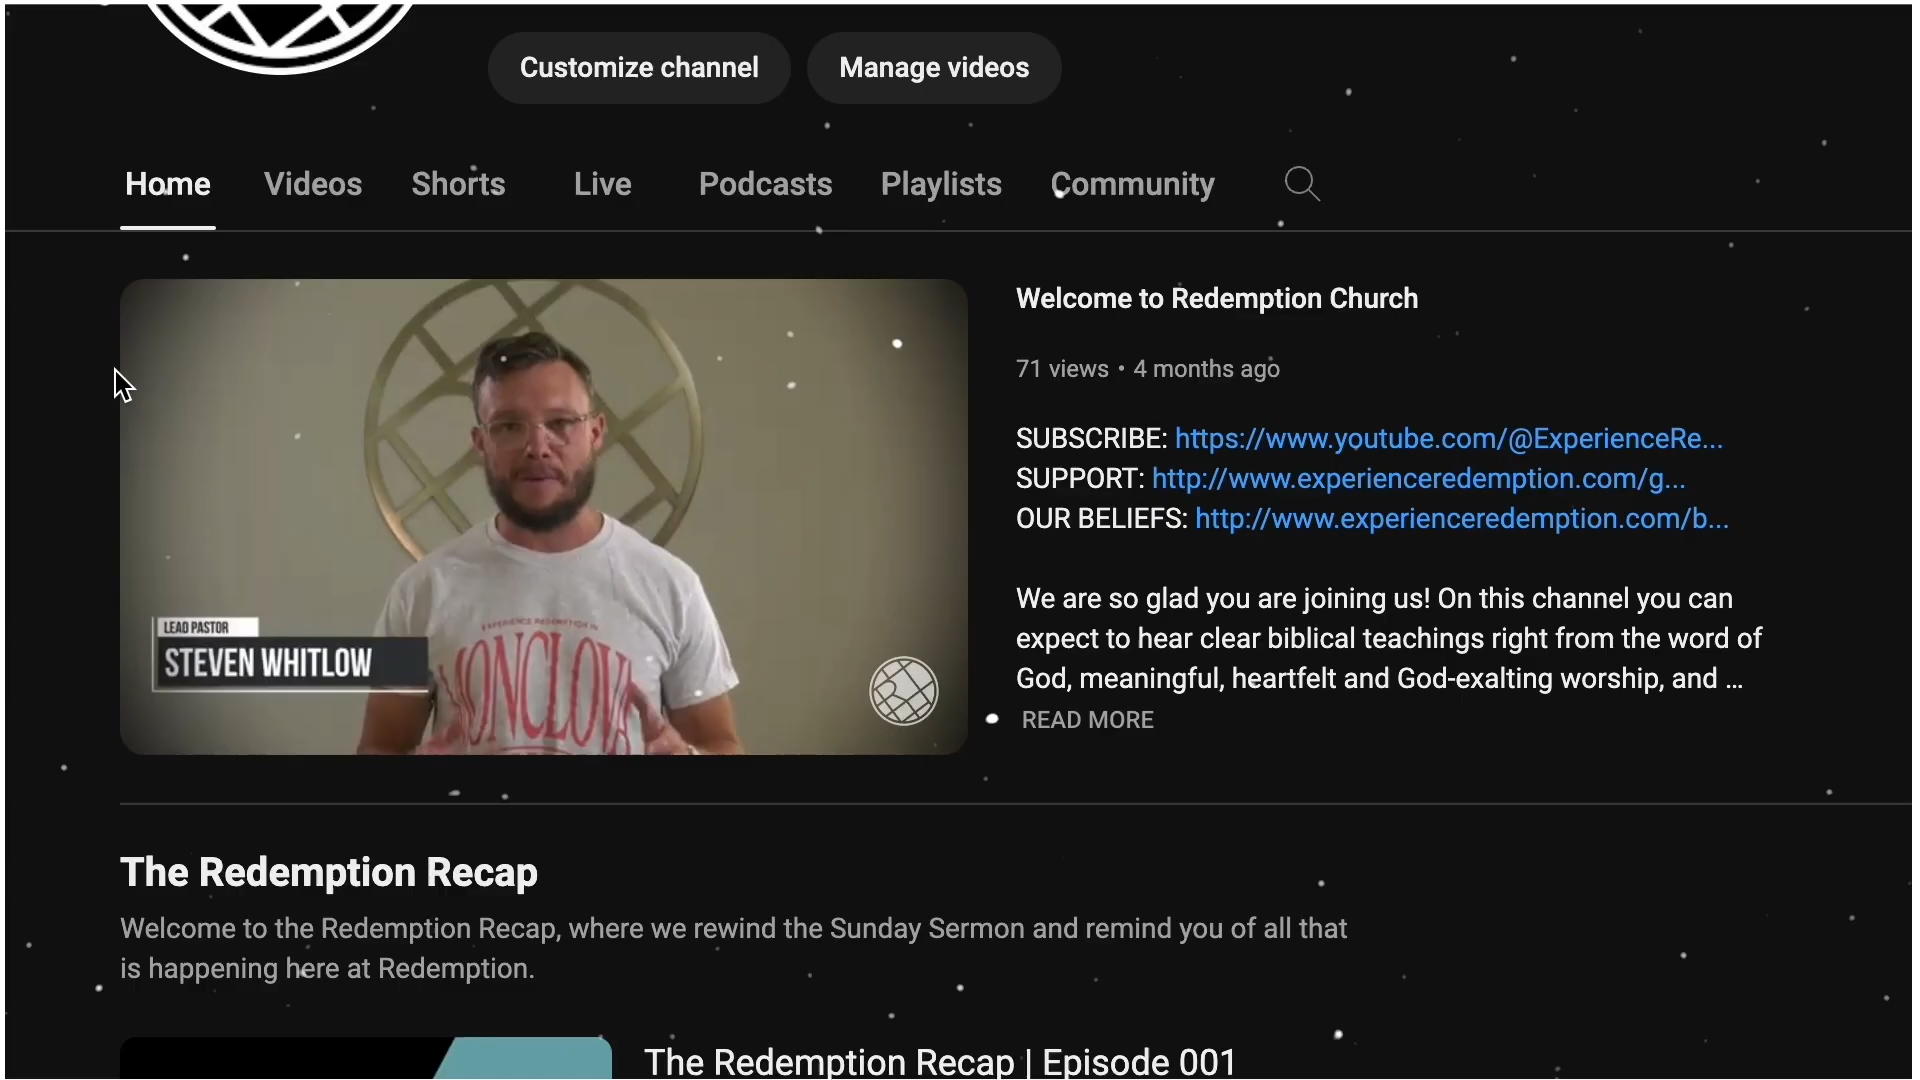 Customize channel
Manage videos
Home Videos Shorts Live Podcasts Playlists Community
Welcome to Redemption Church
71 views • 4 months ago
SUBSCRIBE: https://www.youtube.com/@ExperienceRe...
SUPPORT: http://www.experienceredemption.com/g...
OUR BELIEFS: http://www.experienceredemption.com/b...
We are so glad you are joining us! On this channel you can
expect to hear clear biblical teachings right from the word of
God, meaningful, heartfelt and God-exalting worship, and ...
READ MORE
EXPERIENCE REDEMPTION IN
MONCLOVA
LEAD PASTOR
STEVEN WHITLOW
The Redemption Recap
Welcome to the Redemption Recap, where we rewind the Sunday Sermon and remind you of all that
is happening here at Redemption.
The Redemption Recap | Episode 001